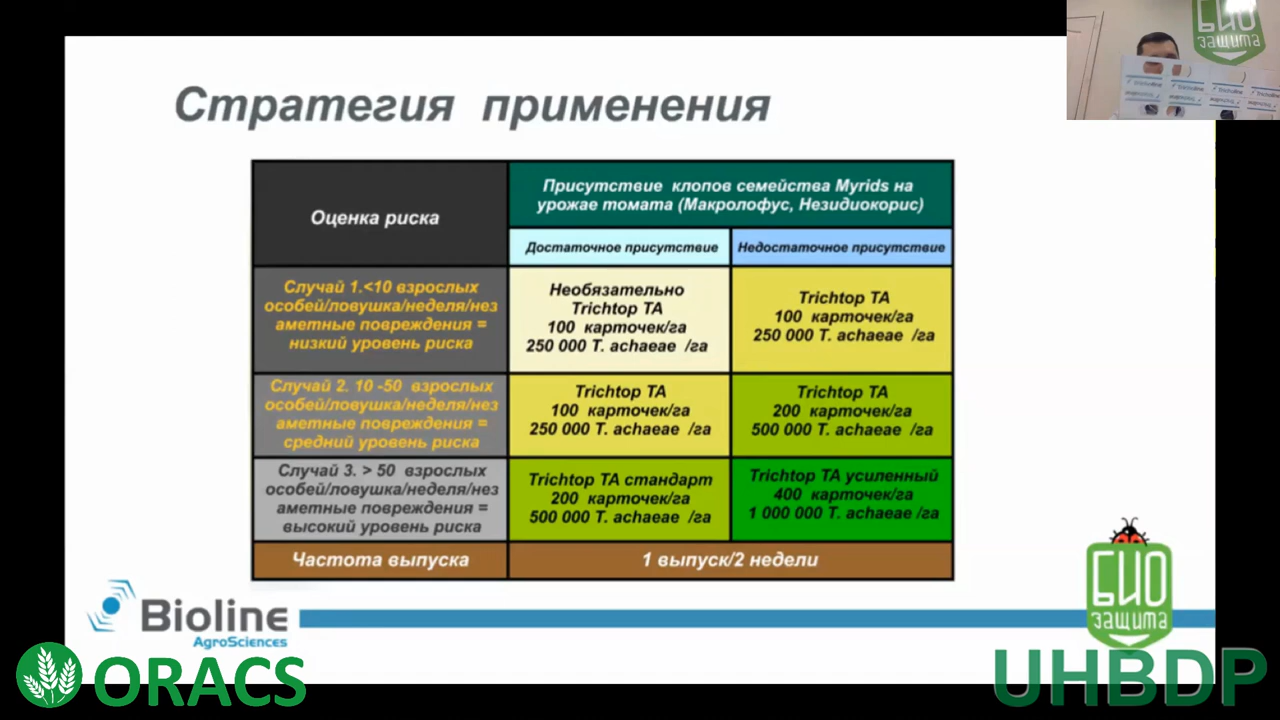 БИО
защита
Trichotop
Стратегия применения
Оценка риска
Присутствие клопов семейства Myrids на
урожае томата (Макролофус, Незидиокорис)
Достаточное присутствие
Недостаточное присутствие
Случай 1.<10 взрослых
особей/ловушка/неделя/нез
аметные повреждения =
низкий уровень риска
Необязательно
Trichtop TA
100 карточек/га
250 000 T. achaeae /га
Trichtop TA
100 карточек/га
250 000 T. achaeae /га
Случай 2. 10 -50 взрослых
особей/ловушка/неделя/нез
аметные повреждения =
средний уровень риска
Trichtop TA
100 карточек/га
250 000 T. achaeae /га
Trichtop TA
200 карточек/га
500 000 T. achaeae /га
Случай 3. > 50 взрослых
особей/ловушка/неделя/нез
аметные повреждения =
высокий уровень риска
Trichtop TA стандарт
200 карточек/га
500 000 T. achaeae /га
Trichtop TA усиленный
400 карточек/га
1 000 000 T. achaeae /га
Частота выпуска
1 выпуск/2 недели
Bioline
AgroSciences
БИО
защита
ORACS
UHBDP